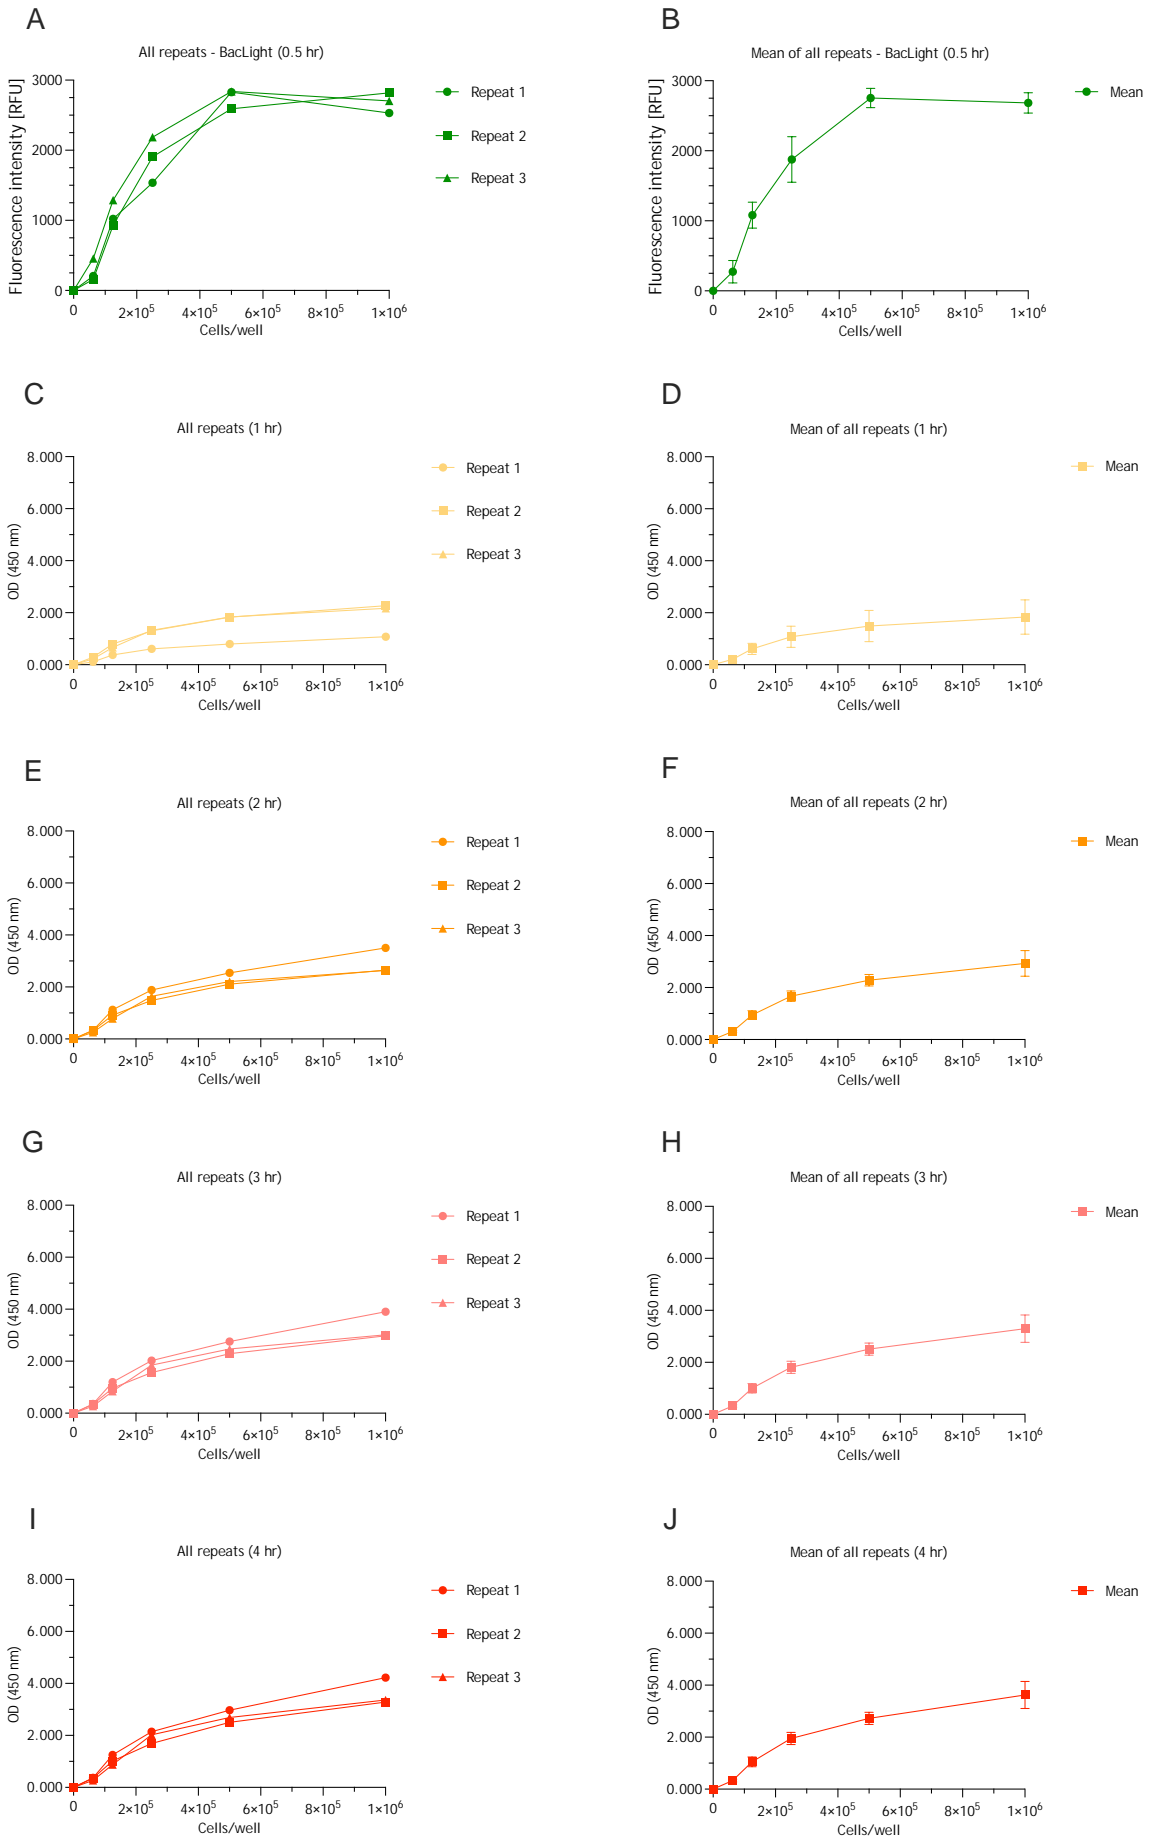 A
All repeats - BacLight (0.5 hr)
Fluorescence intensity [RFU]
3000
2000
1000
0
0 2×10⁵ 4×10⁵ 6×10⁵ 8×10⁵ 1×10⁶
Cells/well
Repeat 1
Repeat 2
Repeat 3
B
Mean of all repeats - BacLight (0.5 hr)
Fluorescence intensity [RFU]
3000
2000
1000
0
0 2×10⁵ 4×10⁵ 6×10⁵ 8×10⁵ 1×10⁶
Cells/well
Mean
C
All repeats (1 hr)
OD (450 nm)
8.000
6.000
4.000
2.000
0.000
0 2×10⁵ 4×10⁵ 6×10⁵ 8×10⁵ 1×10⁶
Cells/well
Repeat 1
Repeat 2
Repeat 3
D
Mean of all repeats (1 hr)
OD (450 nm)
8.000
6.000
4.000
2.000
0.000
0 2×10⁵ 4×10⁵ 6×10⁵ 8×10⁵ 1×10⁶
Cells/well
Mean
E
All repeats (2 hr)
OD (450 nm)
8.000
6.000
4.000
2.000
0.000
0 2×10⁵ 4×10⁵ 6×10⁵ 8×10⁵ 1×10⁶
Cells/well
Repeat 1
Repeat 2
Repeat 3
F
Mean of all repeats (2 hr)
OD (450 nm)
8.000
6.000
4.000
2.000
0.000
0 2×10⁵ 4×10⁵ 6×10⁵ 8×10⁵ 1×10⁶
Cells/well
Mean
G
All repeats (3 hr)
OD (450 nm)
8.000
6.000
4.000
2.000
0.000
0 2×10⁵ 4×10⁵ 6×10⁵ 8×10⁵ 1×10⁶
Cells/well
Repeat 1
Repeat 2
Repeat 3
H
Mean of all repeats (3 hr)
OD (450 nm)
8.000
6.000
4.000
2.000
0.000
0 2×10⁵ 4×10⁵ 6×10⁵ 8×10⁵ 1×10⁶
Cells/well
Mean
I
All repeats (4 hr)
OD (450 nm)
8.000
6.000
4.000
2.000
0.000
0 2×10⁵ 4×10⁵ 6×10⁵ 8×10⁵ 1×10⁶
Cells/well
Repeat 1
Repeat 2
Repeat 3
J
Mean of all repeats (4 hr)
OD (450 nm)
8.000
6.000
4.000
2.000
0.000
0 2×10⁵ 4×10⁵ 6×10⁵ 8×10⁵ 1×10⁶
Cells/well
Mean